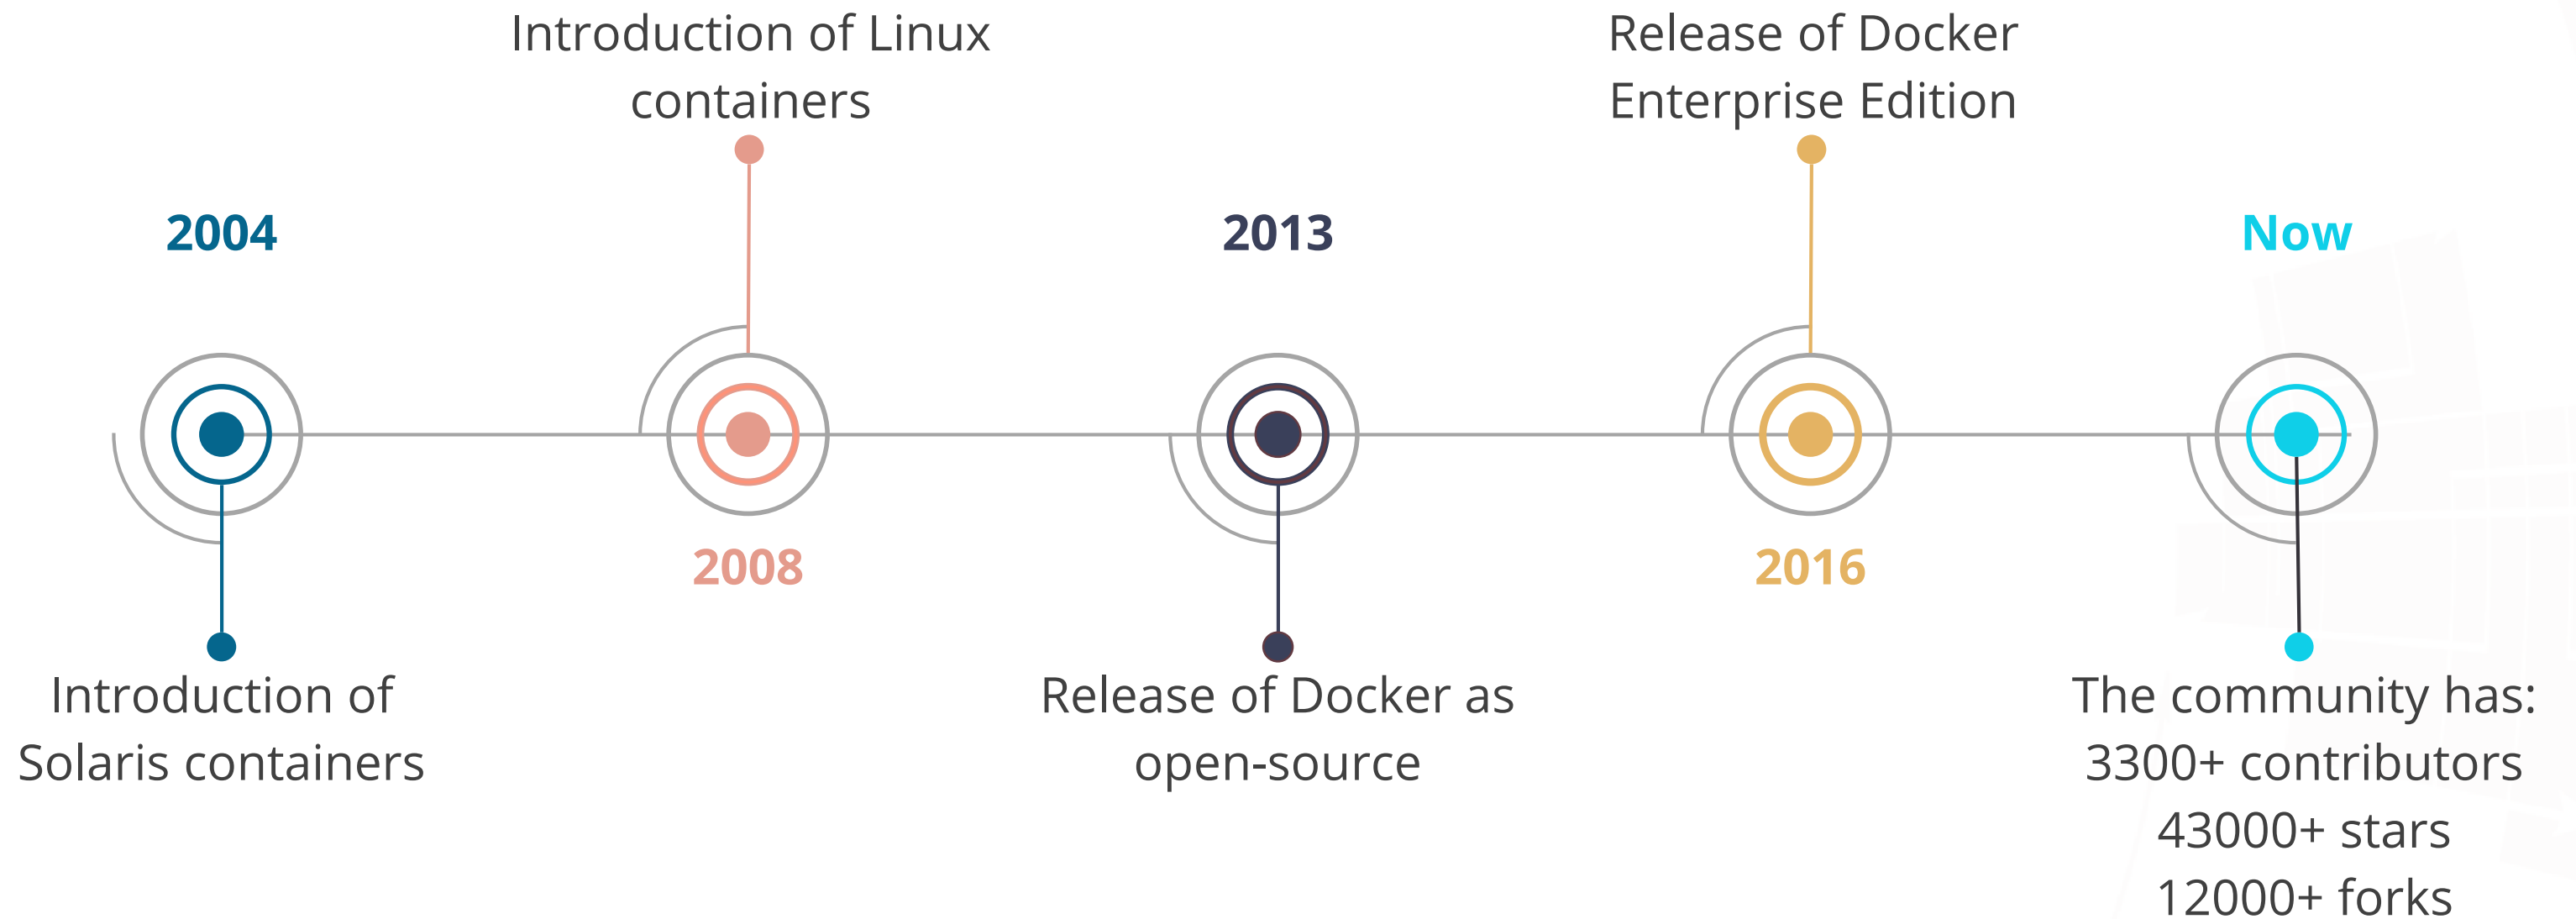 2004
Introduction of
Solaris containers
Introduction of Linux
containers
2008
2013
Release of Docker as
open-source
Release of Docker
Enterprise Edition
2016
Now
The community has:
3300+ contributors
43000+ stars
12000+ forks